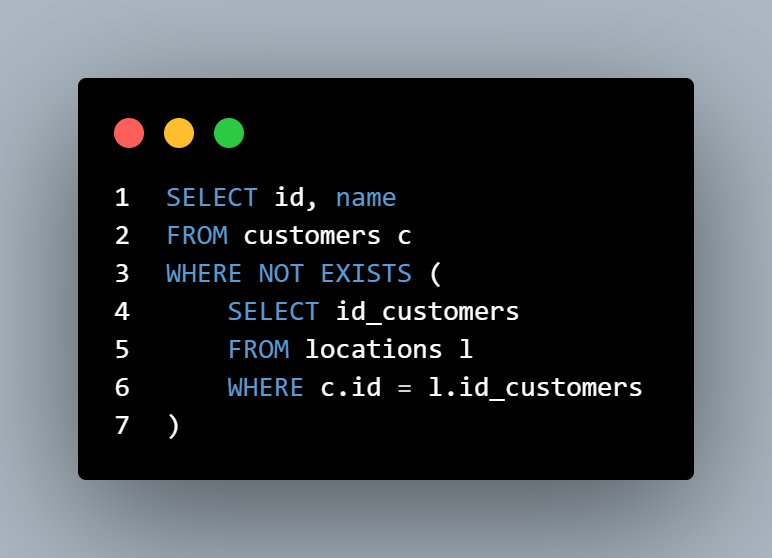 1 SELECT id, name
2 FROM customers c
3 WHERE NOT EXISTS (
4     SELECT id_customers
5     FROM locations l
6     WHERE c.id = l.id_customers
7 )